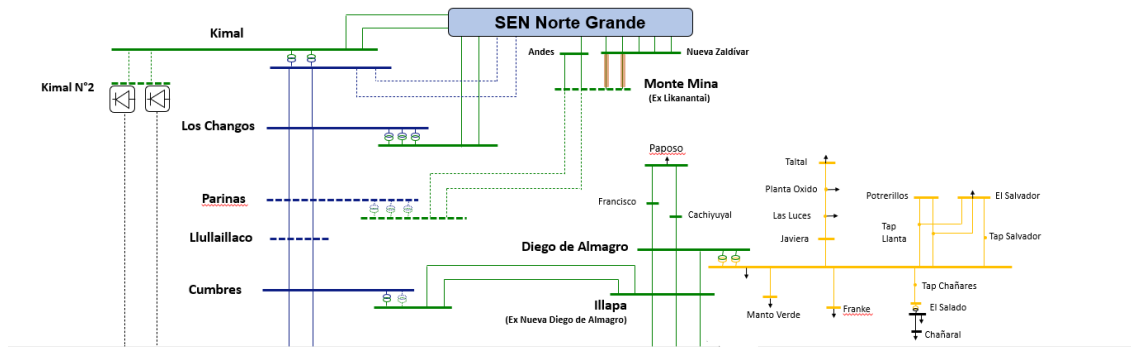 SEN Norte Grande
Kimal
Andes
Nueva Zaldívar
Kimal N°2
Monte Mina
(Ex Likanantai)
Los Changos
Paposo
Taltal
Planta Oxido
Potrerillos
El Salvador
Parinas
Francisco
Cachiyuyal
Las Luces
Tap
Llanta
Tap Salvador
Llullaillaco
Diego de Almagro
Javiera
Cumbres
Illapa
(Ex Nueva Diego de Almagro)
Manto Verde
Franke
Tap Chañares
El Salado
Chañaral